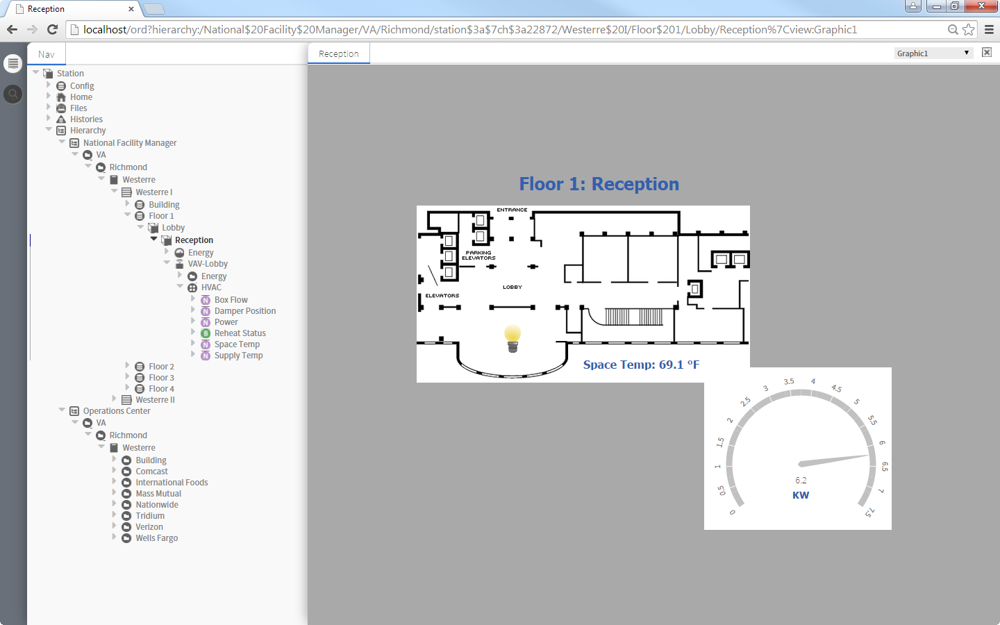 Reception
localhost/ord?hierarchy:/National$20Facility$20Manager/VA/Richmond/station$3a$7ch$3a22872/Westerre$20I/Floor$201/Lobby/Reception%7Cview:Graphic1
Nav
Station
Config
Home
Files
Histories
Hierarchy
National Facility Manager
VA
Richmond
Westerre
Westerre I
Building
Floor 1
Lobby
Reception
Energy
VAV-Lobby
Energy
HVAC
N Box Flow
N Damper Position
N Power
B Reheat Status
N Space Temp
N Supply Temp
Floor 2
Floor 3
Floor 4
Westerre II
Operations Center
VA
Richmond
Westerre
Building
Comcast
International Foods
Mass Mutual
Nationwide
Tridium
Verizon
Wells Fargo
Reception
Graphic1
Floor 1: Reception
ENTRANCE
PARKING
ELEVATORS
LOBBY
ELEVATORS
Space Temp: 69.1 °F
0
0.5
1
1.5
2
2.5
3
3.5
4
4.5
5
5.5
6
6.5
7
7.5
6.2
KW